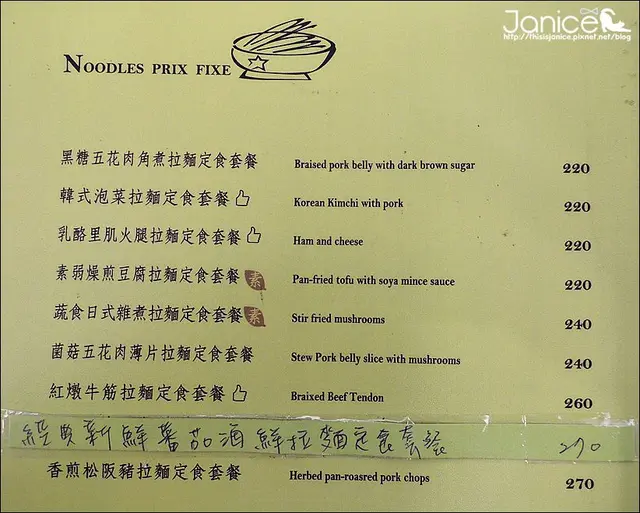 Janice
http://thisisjanice.pixnet.net/blog
NOODLES PRIX FIXE
黑糖五花肉角煮拉麵定食套餐 Braised pork belly with dark brown sugar 220
韓式泡菜拉麵定食套餐 Korean Kimchi with pork 220
乳酪里肌火腿拉麵定食套餐 Ham and cheese 220
素弱燥煎豆腐拉麵定食套餐 素 Pan-fried tofu with soya mince sauce 220
蔬食日式雜煮拉麵定食套餐 素 Stir fried mushrooms 240
菌菇五花肉薄片拉麵定食套餐 Stew Pork belly slice with mushrooms 240
紅燉牛筋拉麵定食套餐 Braixed Beef Tendon 260
經典新鮮蕃茄酒鮮拉麵定食套餐 270
香煎松阪豬拉麵定食套餐 Herbed pan-roasred pork chops 270